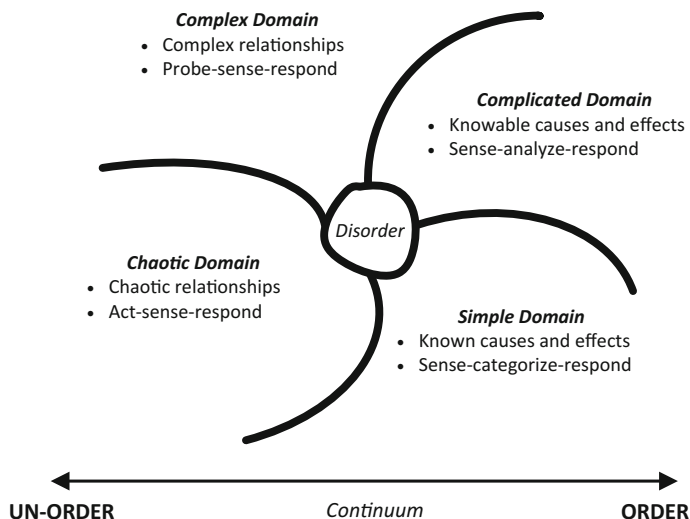 Complex Domain
• Complex relationships
• Probe-sense-respond
Complicated Domain
• Knowable causes and effects
• Sense-analyze-respond
Disorder
Chaotic Domain
• Chaotic relationships
• Act-sense-respond
Simple Domain
• Known causes and effects
• Sense-categorize-respond
UN-ORDER
Continuum
ORDER